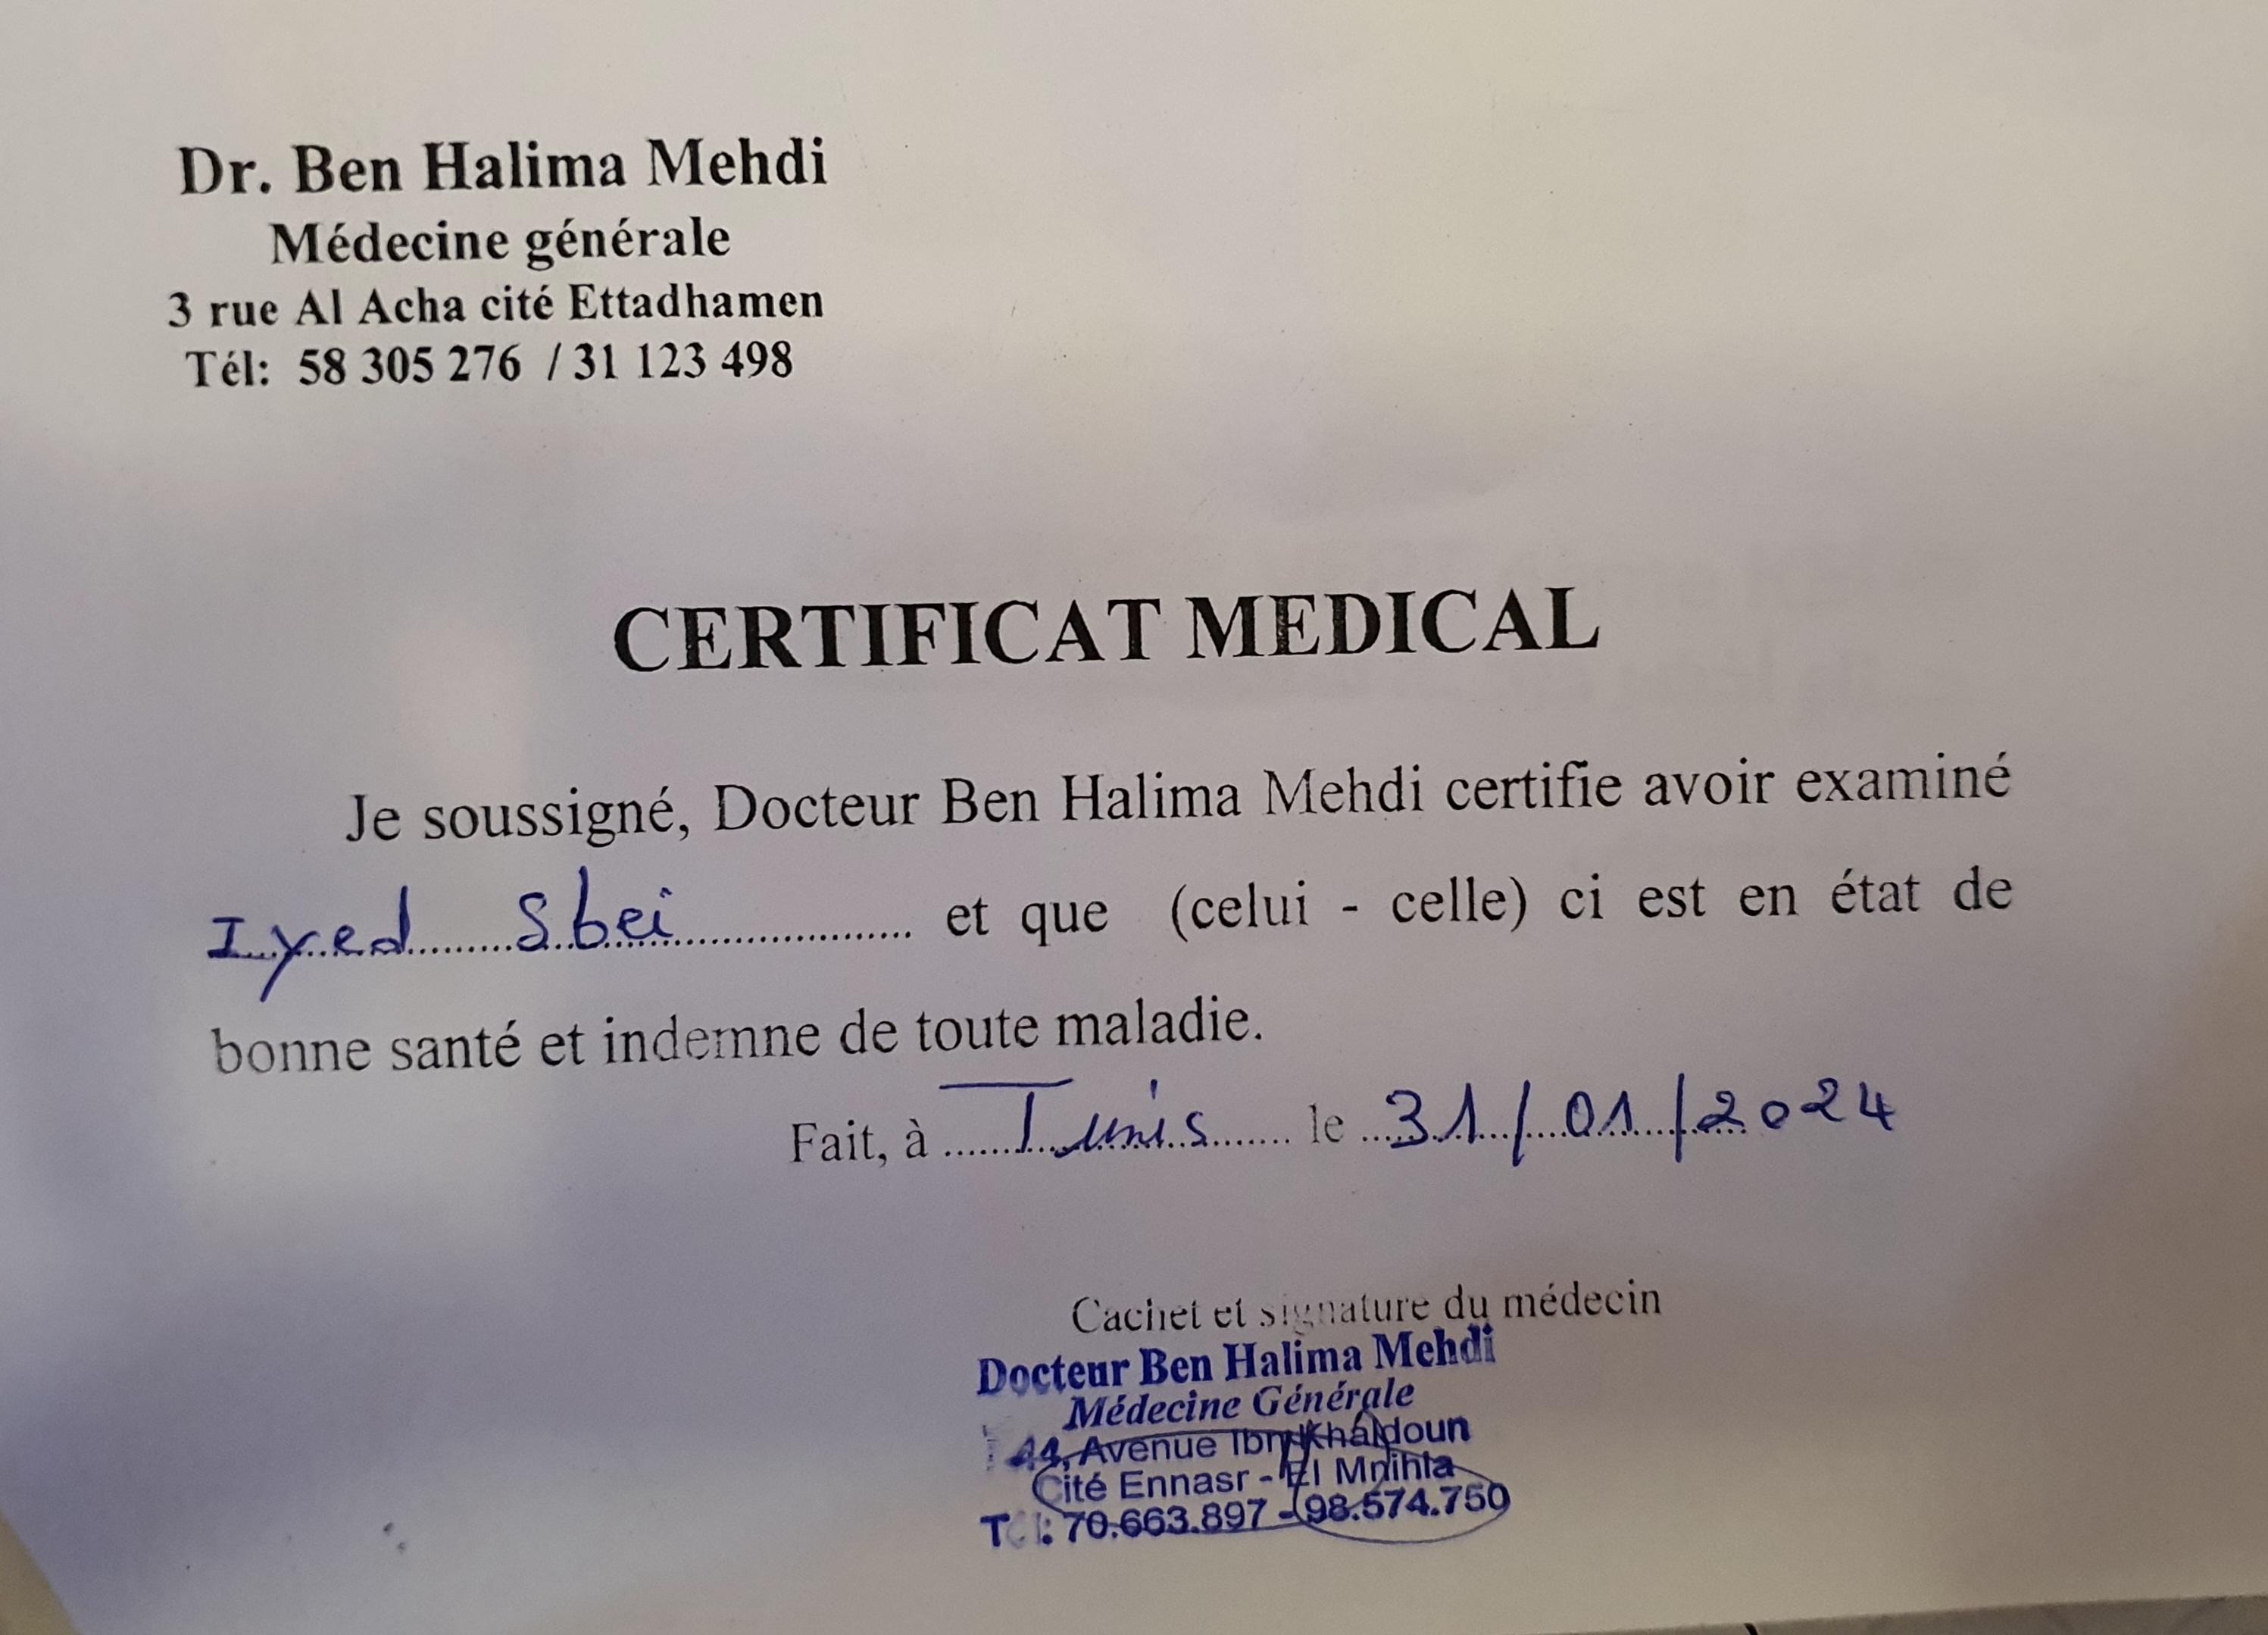 Dr. Ben Halima Mehdi
Médecine générale
3 rue Al Acha cité Ettadhamen
Tél: 58 305 276 / 31 123 498
CERTIFICAT MEDICAL
Je soussigné, Docteur Ben Halima Mehdi certifie avoir examiné
Iyed Sbei et que (celui - celle) ci est en état de
bonne santé et indemne de toute maladie.
Fait, à Tunis le 31/01/2024
Cachet et signature du médecin
Docteur Ben Halima Mehdi
Médecine Générale
44, Avenue Ibn Khaldoun
Cité Ennasr - El Mnihla
Tél: 70.663.897 - 98.574.750